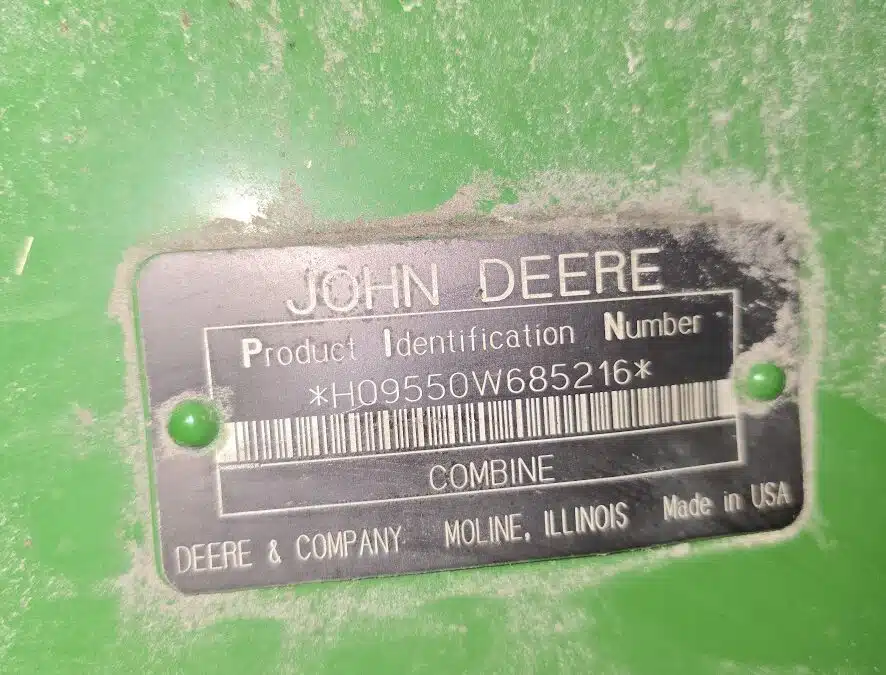 JOHN DEERE
Product Identification Number
*H09550W685216*
COMBINE
DEERE & COMPANY MOLINE, ILLINOIS Made in USA